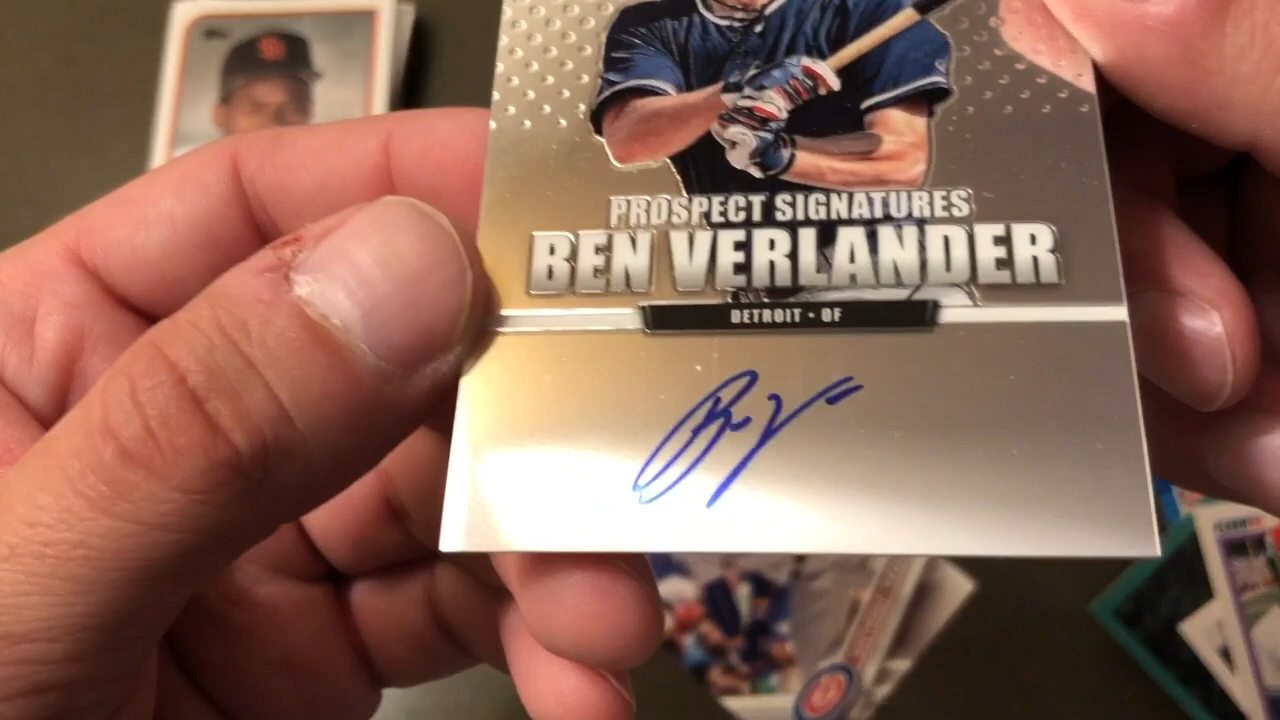 PROSPECT SIGNATURES
BEN VERLANDER
DETROIT • OF